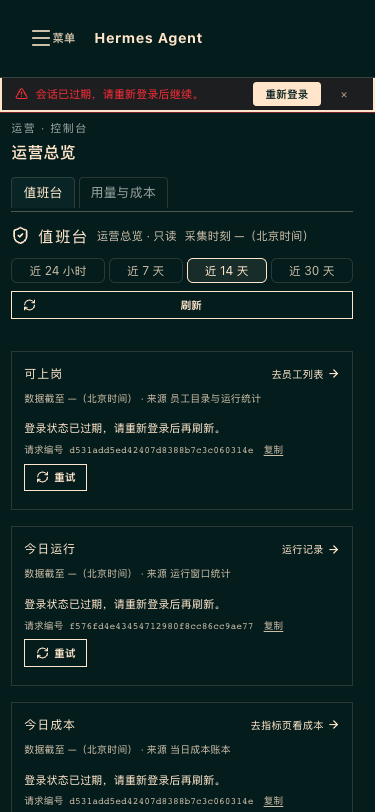 菜单 Hermes Agent
会话已过期，请重新登录后继续。 重新登录 ×
运营 · 控制台
运营总览
值班台 用量与成本
值班台 运营总览 · 只读 采集时刻 —（北京时间）
近 24 小时 近 7 天 近 14 天 近 30 天
刷新
可上岗 去员工列表 →
数据截至 —（北京时间） · 来源 员工目录与运行统计
登录状态已过期，请重新登录后再刷新。
请求编号 d531add5ed42407d8388b7c3c060314e 复制
重试
今日运行 运行记录 →
数据截至 —（北京时间） · 来源 运行窗口统计
登录状态已过期，请重新登录后再刷新。
请求编号 f576fd4e43454712980f8cc86cc9ae77 复制
重试
今日成本 去指标页看成本 →
数据截至 —（北京时间） · 来源 当日成本账本
登录状态已过期，请重新登录后再刷新。
请求编号 d531add5ed42407d8388b7c3c060314e 复制